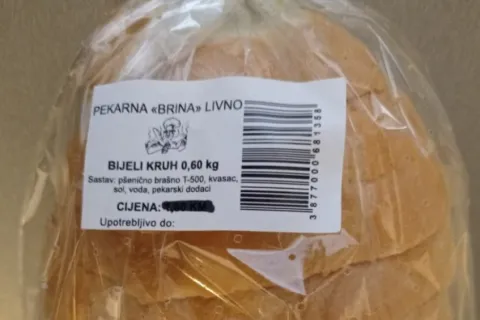 PEKARNA «BRINA» LIVNO
BIJELI KRUH 0,60 kg
Sastav: pšenično brašno T-500, kvasac,
sol, voda, pekarski dodaci
CIJENA:
Upotrebljivo do:
3877000681358